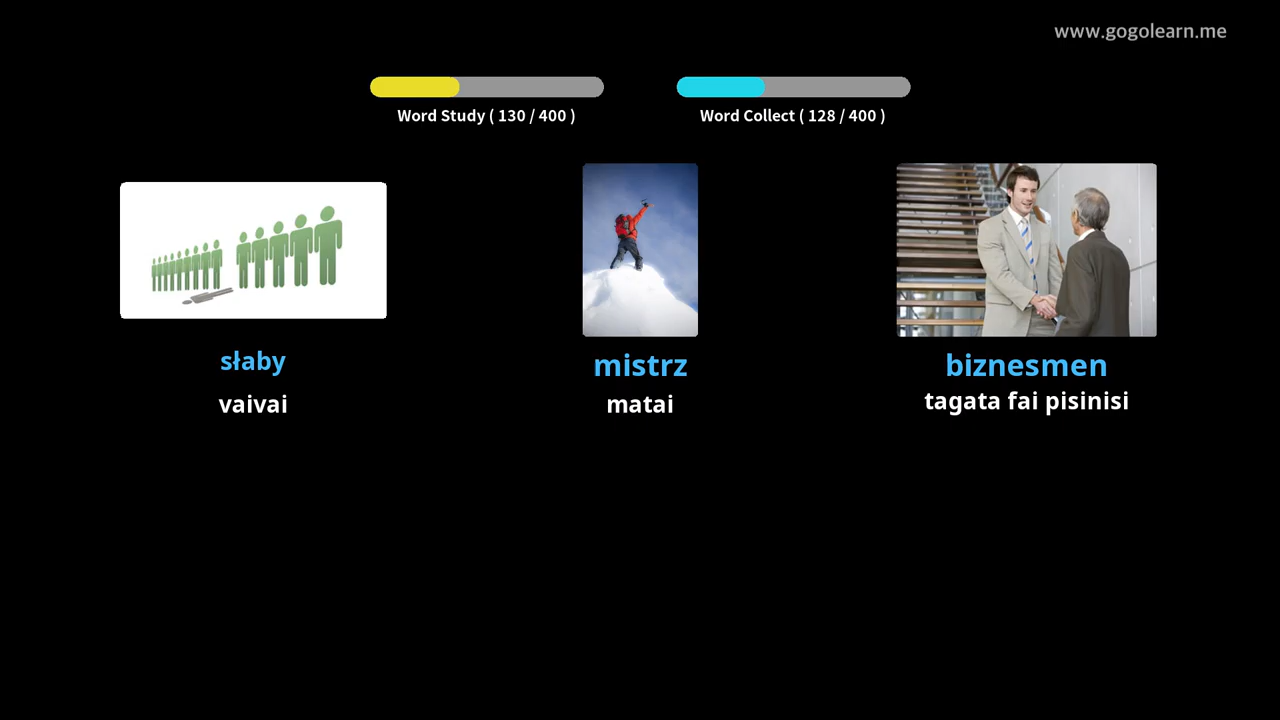 www.gogolearn.me
Word Study ( 130 / 400 )
Word Collect ( 128 / 400 )
słaby
mistrz
biznesmen
vaivai
matai
tagata fai pisinisi